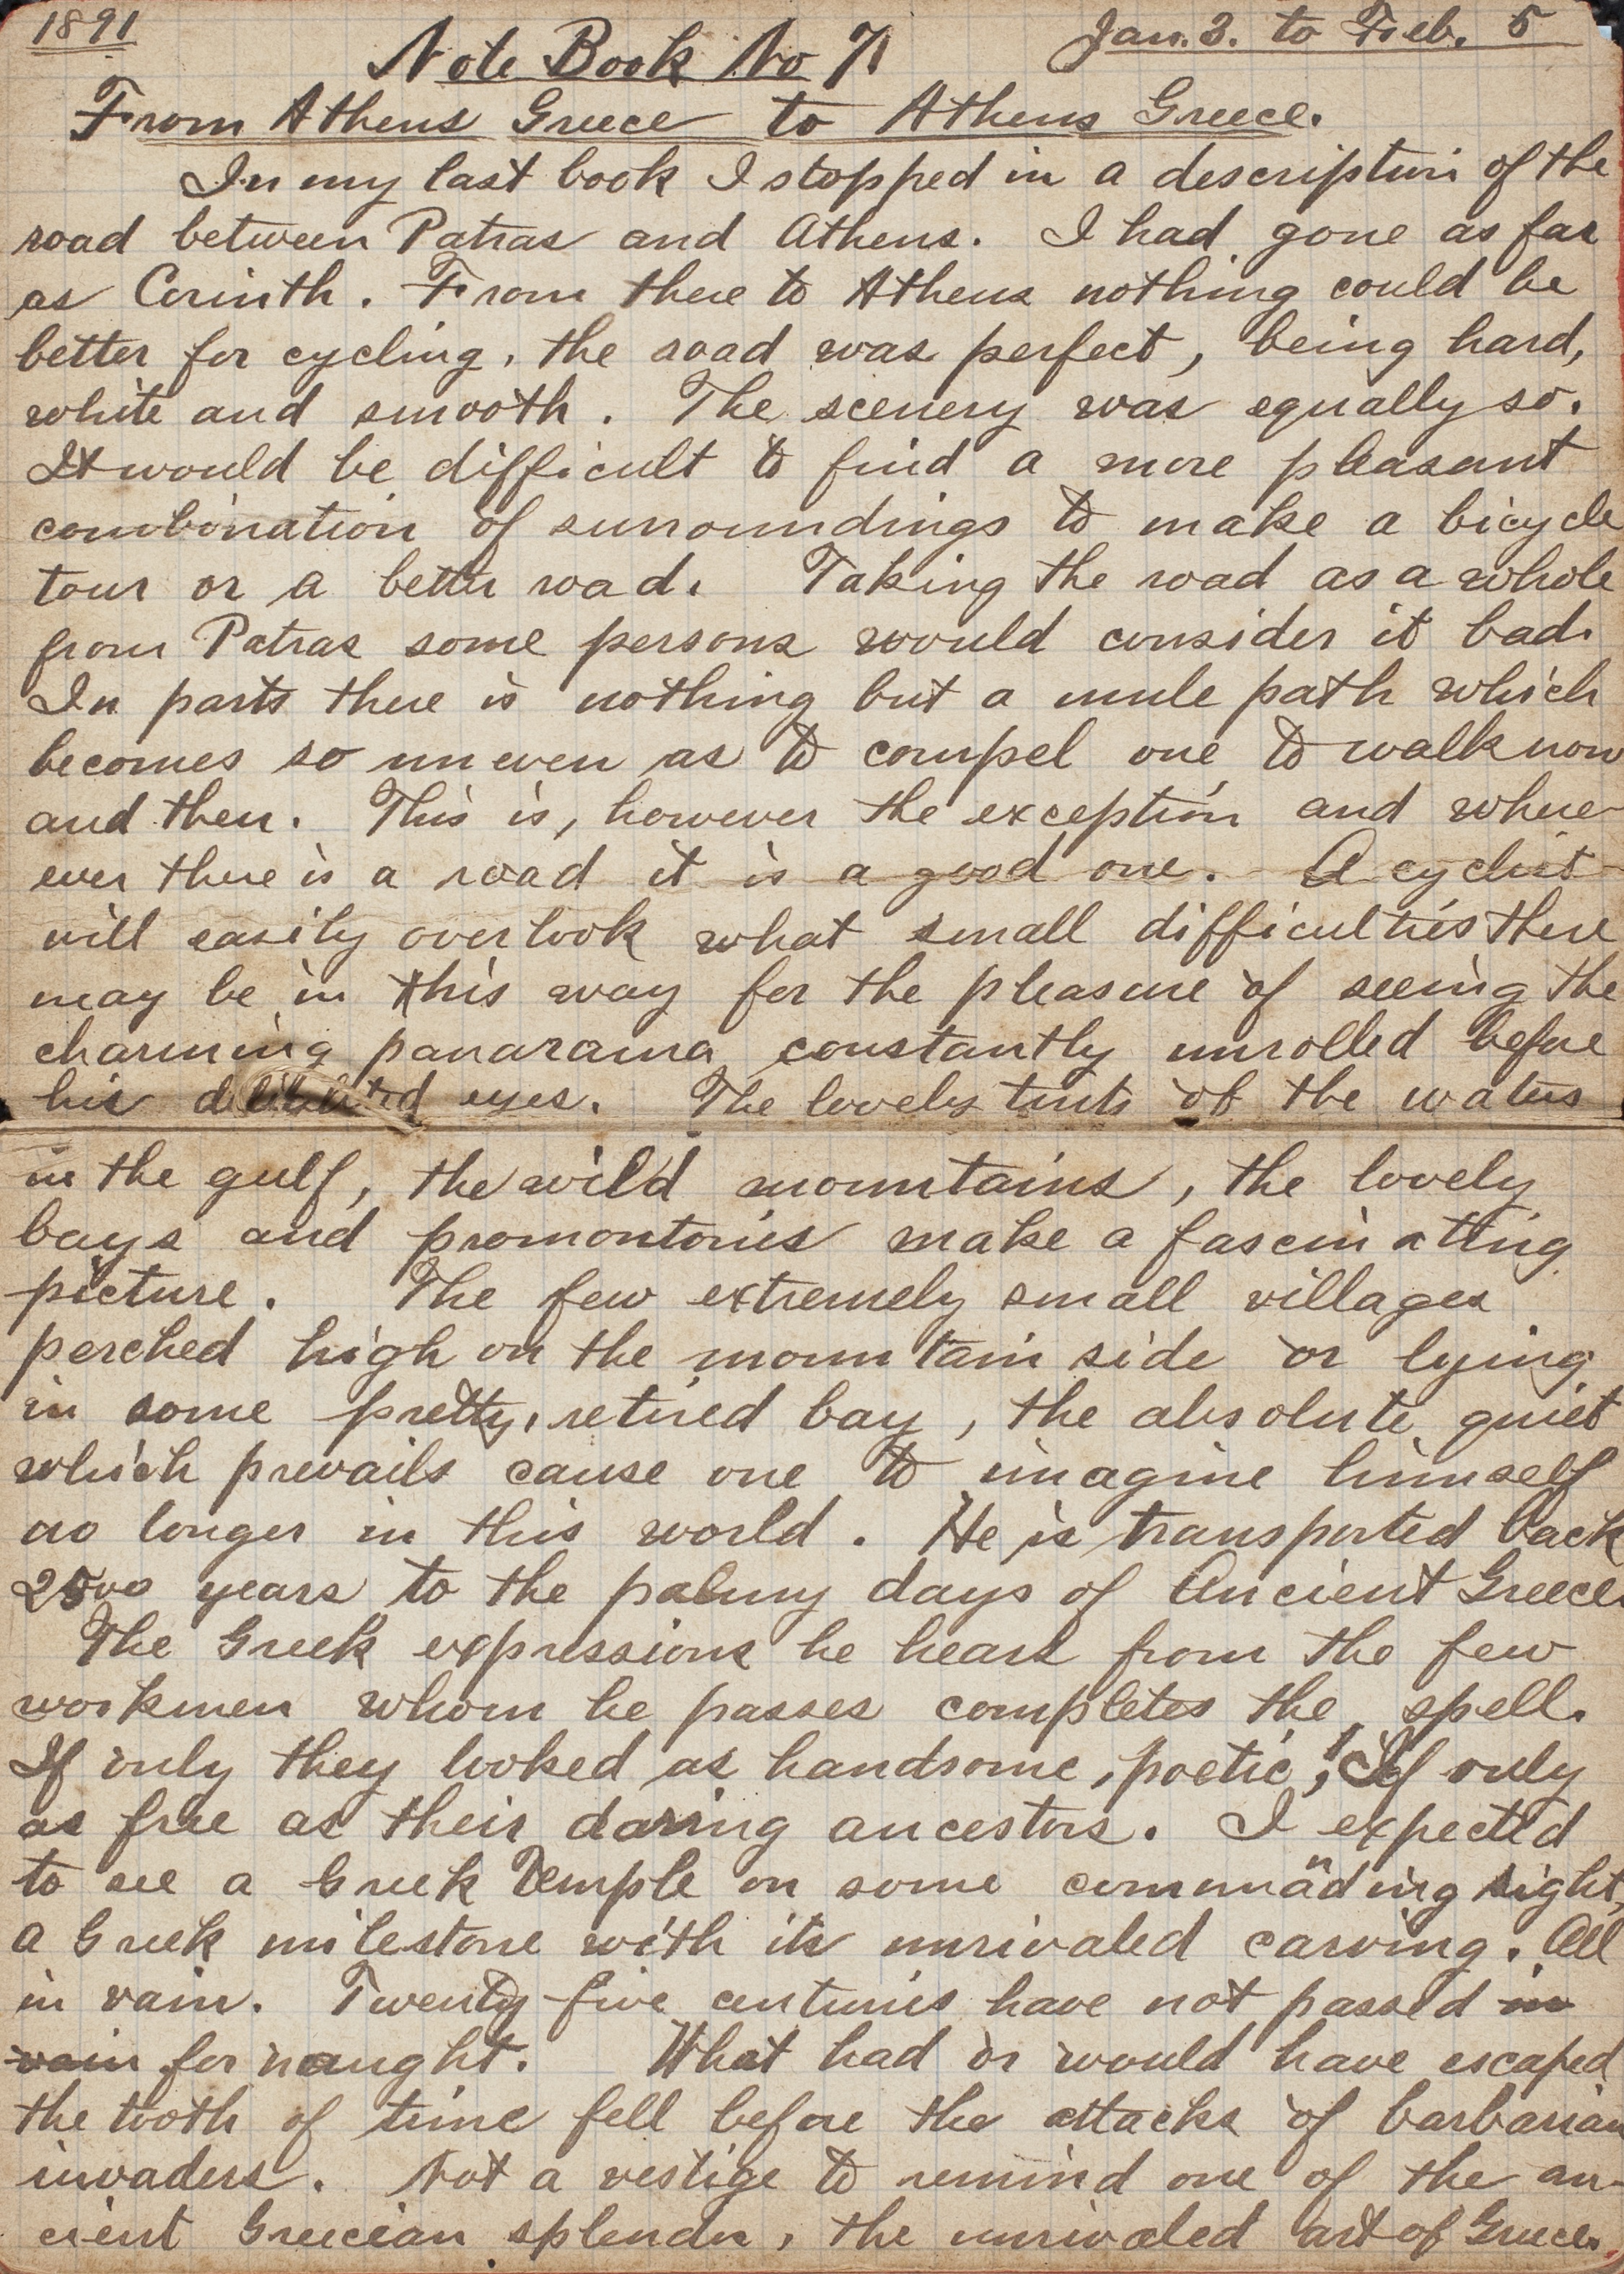 1891
Jan. 3. to Feb. 5
Note Book No 7
From Athens Greece to Athens Greece.
In my last book I stopped in a description of the
road between Patras and Athens. I had gone as far
as Corinth. From there to Athens nothing could be
better for cycling, the road was perfect, being hard,
white and smooth. The scenery was equally so.
It would be difficult to find a more pleasant
combination of surroundings to make a bicycle
tour or a better road. Taking the road as a whole
from Patras some persons would consider it bad.
In parts there is nothing but a mule path which
becomes so uneven as to compel one to walk now
and then. This is, however the exception and where-
ever there is a road it is a good one. A cyclist
will easily overlook what small difficulties there
may be in this way for the pleasure of seeing the
charming panarama constantly unrolled before
his eyes. The lovely tints of the waters
in the gulf, the wild mountains, the lovely
bays and promontories make a fascinating
picture. The few extremely small villages
perched high on the mountain side or lying
in some pretty, retired bay, the absolute quiet
which prevails cause one to imagine himself
no longer in this world. He is transported back
2500 years to the palmy days of Ancient Greece.
The Greek expressions he hears from the few
workmen whom he passes completes the spell.
If only they looked as handsome, poetic, If only
as free as their daring ancestors. I expected
to see a Greek Temple on some commanding hight,
a Greek milestone with its unrivaled carving. All
in vain. Twenty-five centuries have not passed in
vain for naught. What had or would have escaped
the tooth of time fell before the attacks of barbarian
invaders. Not a vestige to remind one of the an-
cient Greecian splendor, the unrivaled art of Greece.